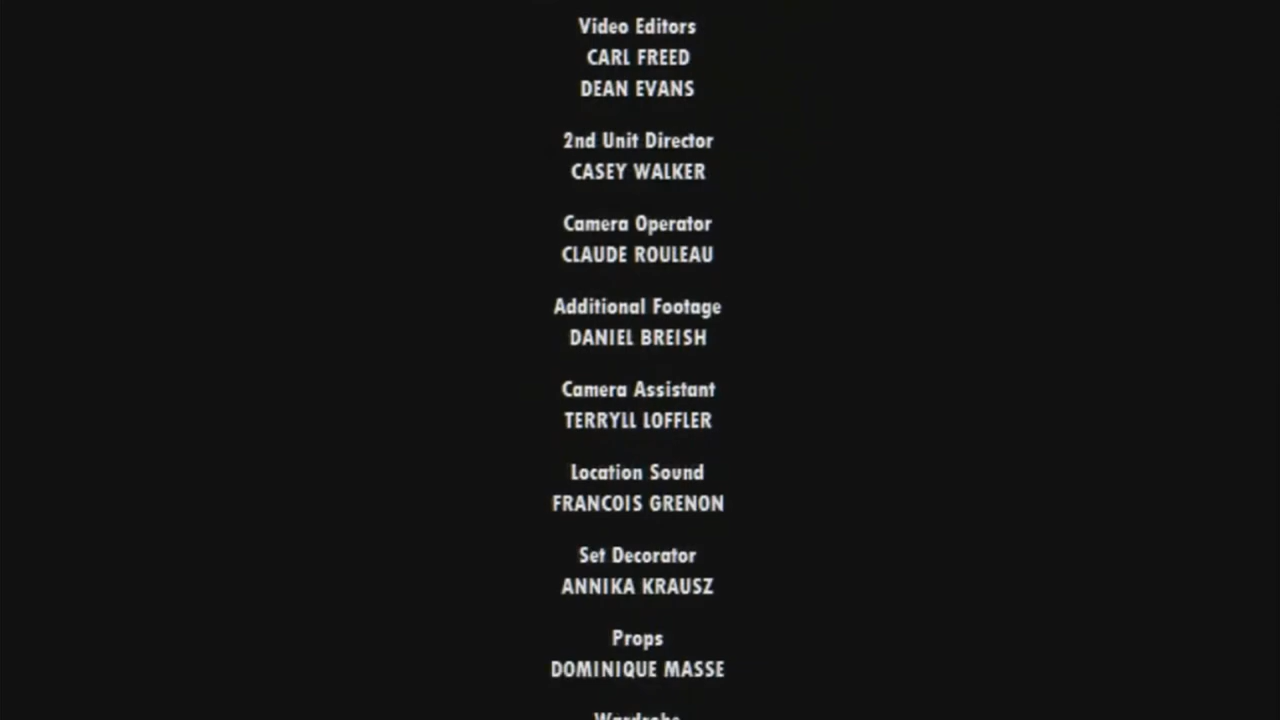 Video Editors
CARL FREED
DEAN EVANS
2nd Unit Director
CASEY WALKER
Camera Operator
CLAUDE ROULEAU
Additional Footage
DANIEL BREISH
Camera Assistant
TERRYLL LOFFLER
Location Sound
FRANCOIS GRENON
Set Decorator
ANNIKA KRAUSZ
Props
DOMINIQUE MASSE
Wardrobe